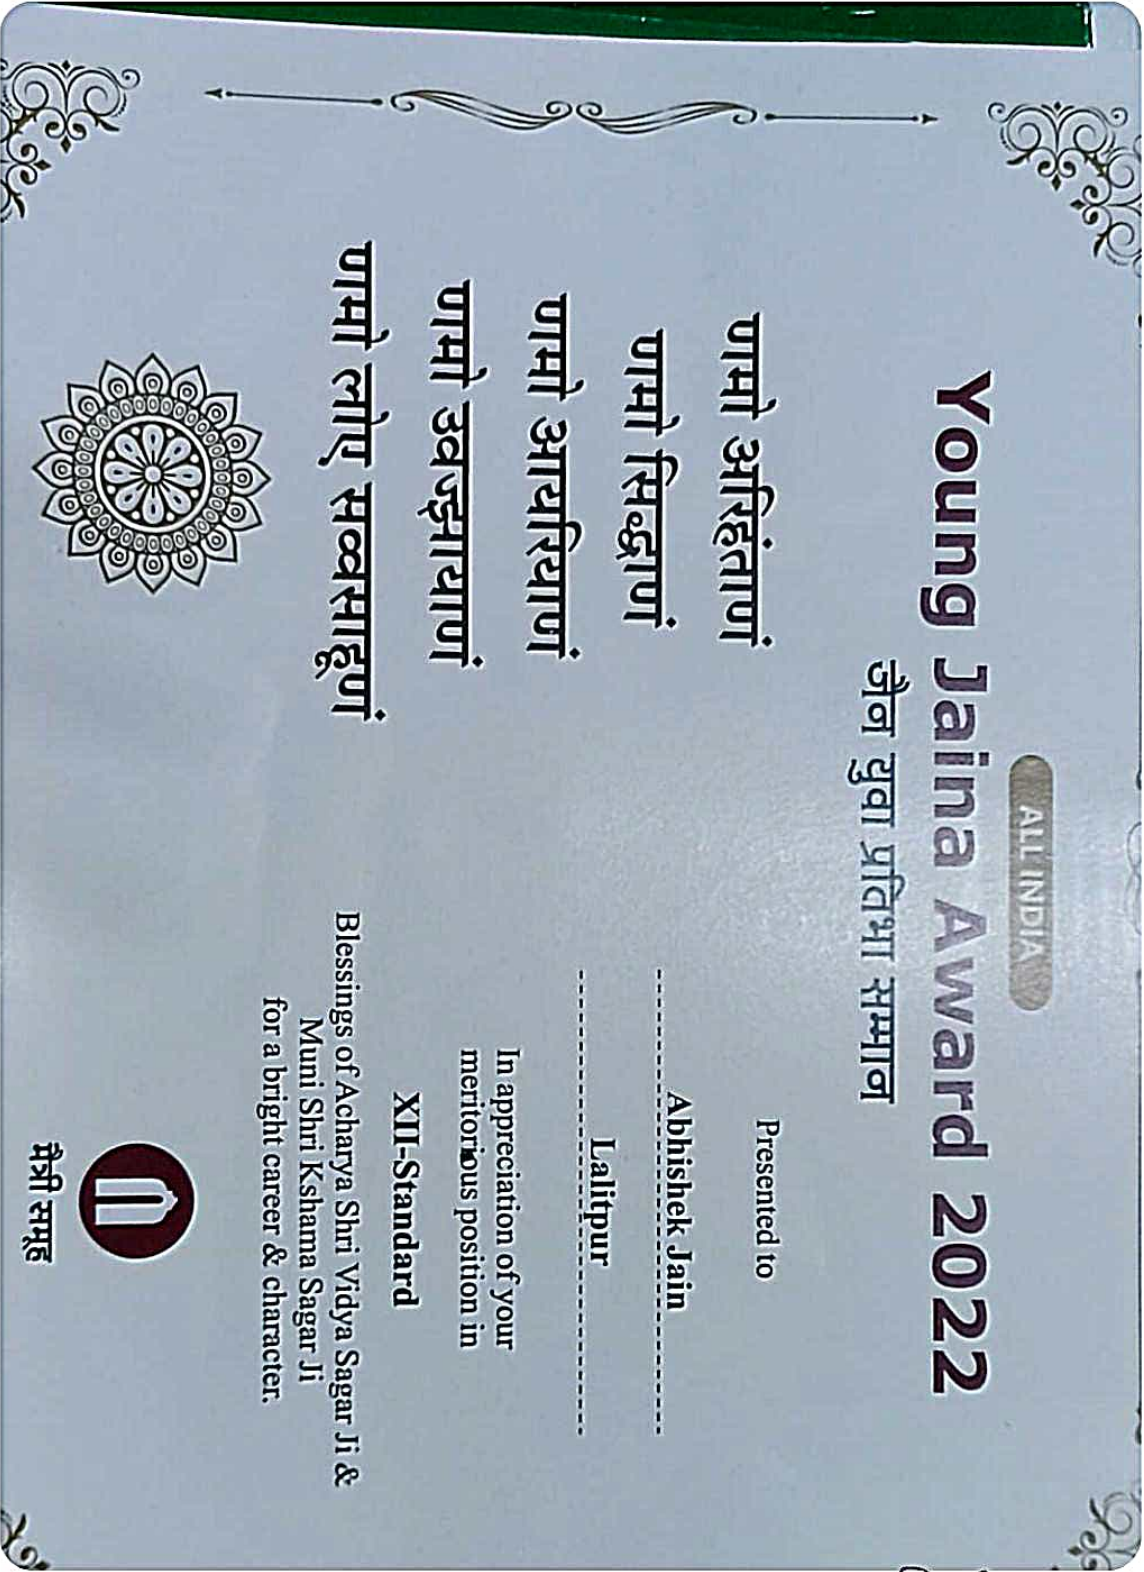 ALL INDIA
Young Jaina Award 2022
जैन युवा प्रतिभा सम्मान
णमो अरिहंताणं
णमो सिद्धाणं
णमो आयरियाणं
णमो उवज्झायाणं
णमो लोए सव्वसाहूणं
Presented to
Abhishek Jain
Lalitpur
In appreciation of your
meritorious position in
XII-Standard
Blessings of Acharya Shri Vidya Sagar Ji &
Muni Shri Kshama Sagar Ji
for a bright career & character.
मैत्री समूह